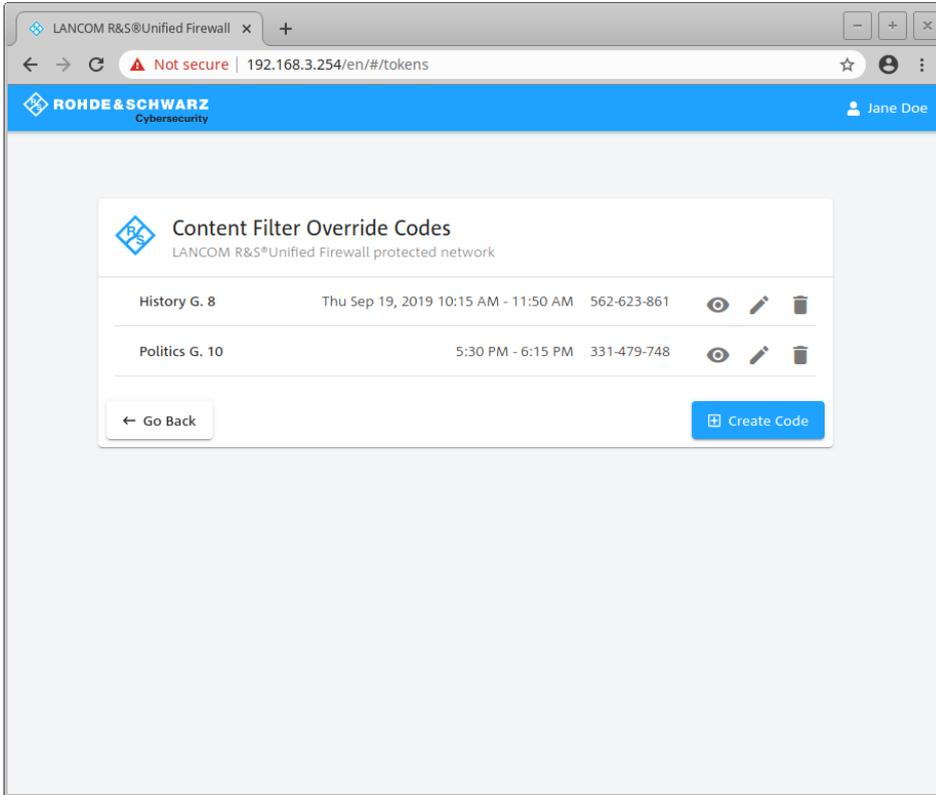 LANCOM R&S®Unified Firewall
Not secure | 192.168.3.254/en/#/tokens
ROHDE&SCHWARZ
Cybersecurity
Jane Doe
Content Filter Override Codes
LANCOM R&S®Unified Firewall protected network
History G. 8 Thu Sep 19, 2019 10:15 AM - 11:50 AM 562-623-861
Politics G. 10 5:30 PM - 6:15 PM 331-479-748
Go Back
Create Code